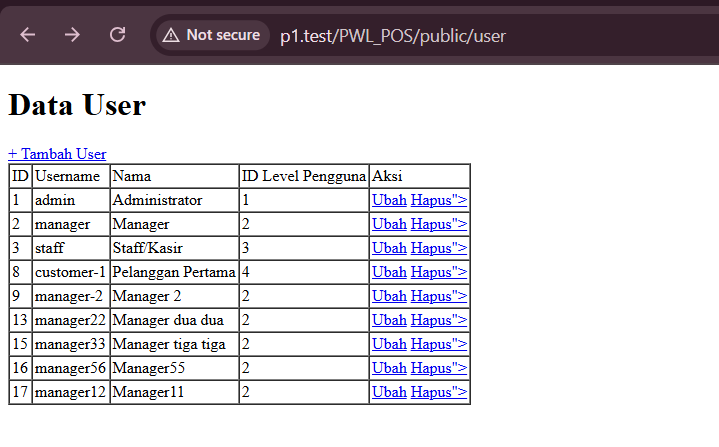 Not secure p1.test/PWL_POS/public/user
Data User
+ Tambah User
ID Username Nama ID Level Pengguna Aksi
1 admin Administrator 1 Ubah Hapus">
2 manager Manager 2 Ubah Hapus">
3 staff Staff/Kasir 3 Ubah Hapus">
8 customer-1 Pelanggan Pertama 4 Ubah Hapus">
9 manager-2 Manager 2 2 Ubah Hapus">
13 manager22 Manager dua dua 2 Ubah Hapus">
15 manager33 Manager tiga tiga 2 Ubah Hapus">
16 manager56 Manager55 2 Ubah Hapus">
17 manager12 Manager11 2 Ubah Hapus">